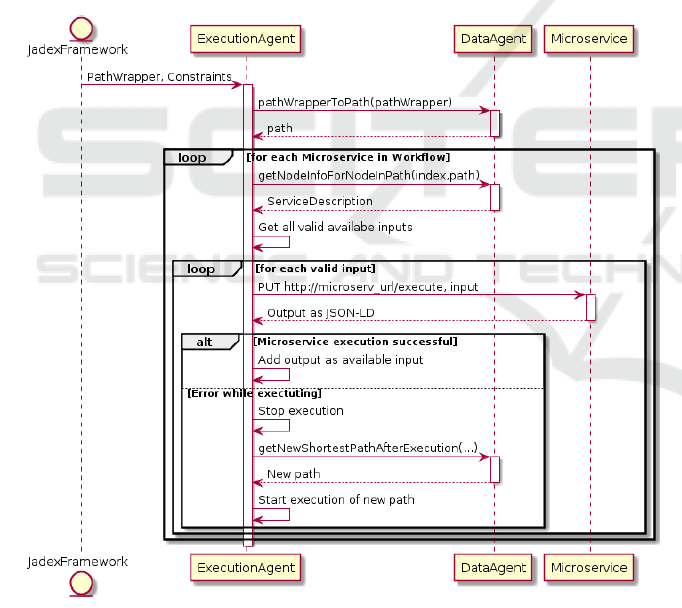 JadexFramework
ExecutionAgent
DataAgent
Microservice
PathWrapper, Constraints
pathWrapperToPath(pathWrapper)
path
loop [for each Microservice in Workflow]
getNodeInfoForNodeInPath(index,path)
ServiceDescription
Get all valid availabe inputs
loop [for each valid input]
PUT http://microserv_url/execute, input
Output as JSON-LD
alt [Microservice execution successful]
Add output as available input
[Error while exectuting]
Stop execution
getNewShortestPathAfterExecution(...)
New path
Start execution of new path
JadexFramework
ExecutionAgent
DataAgent
Microservice